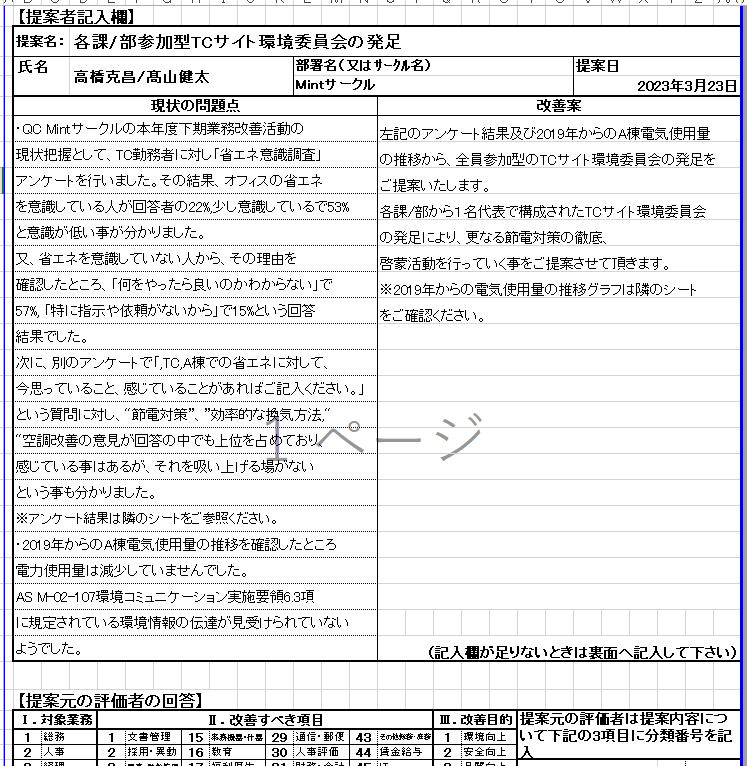 【提案者記入欄】
提案名: 各課/部参加型TCサイト環境委員会の発足
氏名
高橋克昌/髙山健太
部署名(又はサークル名)
Mintサークル
提案日
2023年3月23日
現状の問題点
・QC Mintサークルの本年度下期業務改善活動の
現状把握として、TC勤務者に対し「省エネ意識調査」
アンケートを行いました。その結果、オフィスの省エネ
を意識している人が回答者の22%,少し意識しているで53%
と意識が低い事が分かりました。
又、省エネを意識していない人から、その理由を
確認したところ、「何をやったら良いのかわからない」で
57%,「特に指示や依頼がないから」で15%という回答
結果でした。
次に、別のアンケートで「,TC,A棟での省エネに対して、
今思っていること、感じていることがあればご記入ください。」
という質問に対し、“節電対策”、”効率的な換気方法,“
“空調改善の意見が回答の中でも上位を占めており,
感じている事はあるが、それを吸い上げる場がない
という事も分かりました。
※アンケート結果は隣のシートをご参照ください。
・2019年からのA棟電気使用量の推移を確認したところ
電力使用量は減少していませんでした。
AS M-02-107環境コミュニケーション実施要領6.3項
に規定されている環境情報の伝達が見受けられていない
ようでした。
改善案
左記のアンケート結果及び2019年からのA棟電気使用量
の推移から、全員参加型のTCサイト環境委員会の発足を
ご提案いたします。
各課/部から1名代表で構成されたTCサイト環境委員会
の発足により、更なる節電対策の徹底、
啓蒙活動を行っていく事をご提案させて頂きます。
※2019年からの電気使用量の推移グラフは隣のシート
をご確認ください。
(記入欄が足りないときは裏面へ記入して下さい)
1 ページ
【提案元の評価者の回答】
Ⅰ.対象業務
Ⅱ.改善すべき項目
Ⅲ.改善目的
提案元の評価者は提案内容につ
いて下記の3項目に分類番号を記
入
1 総務
1 文書管理
15 事務機器・什器
29 通信・郵便
43
1 環境向上
2 人事
2 採用・異動
16 教育
30 人事評価
44 賃金給与
2 安全向上